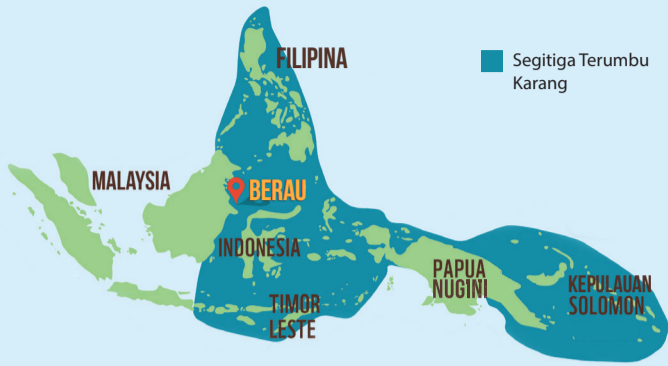 FILIPINA
Segitiga Terumbu
Karang
MALAYSIA
BERAU
INDONESIA
PAPUA
NUGINI
KEPULAUAN
SOLOMON
TIMOR
LESTE